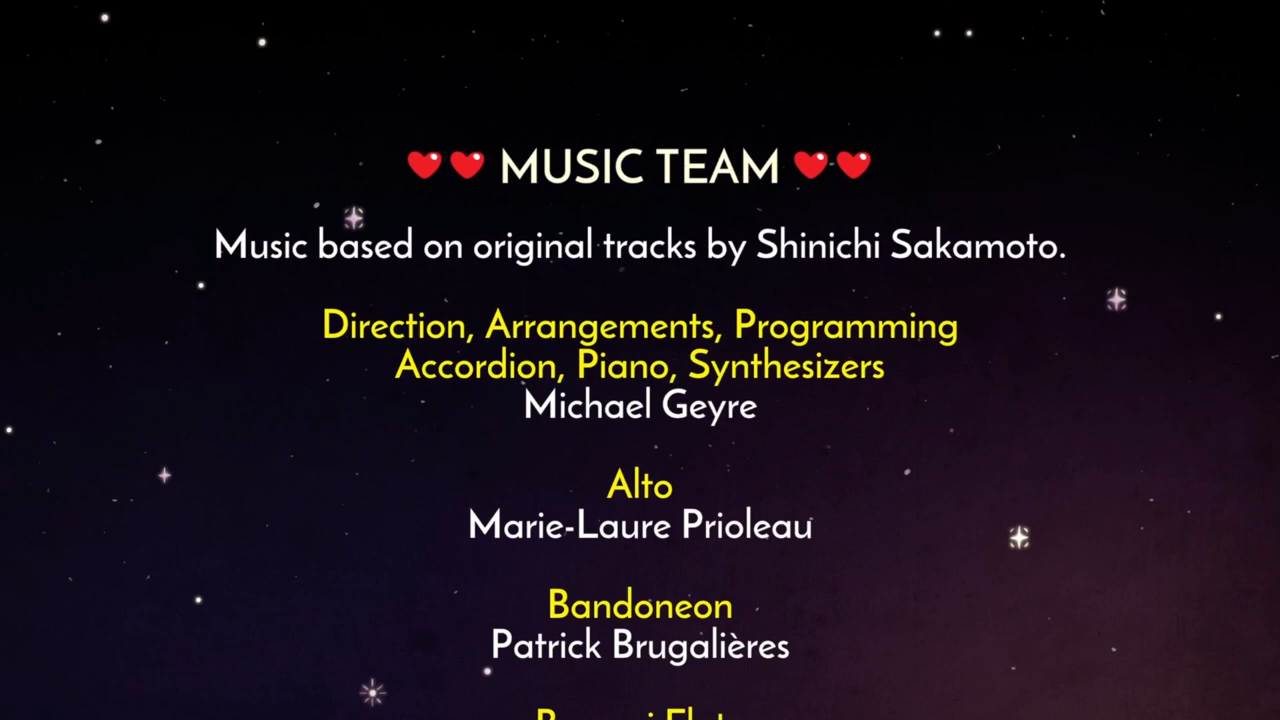 MUSIC TEAM
Music based on original tracks by Shinichi Sakamoto.
Direction, Arrangements, Programming
Accordion, Piano, Synthesizers
Michael Geyre
Alto
Marie-Laure Prioleau
Bandoneon
Patrick Brugalières